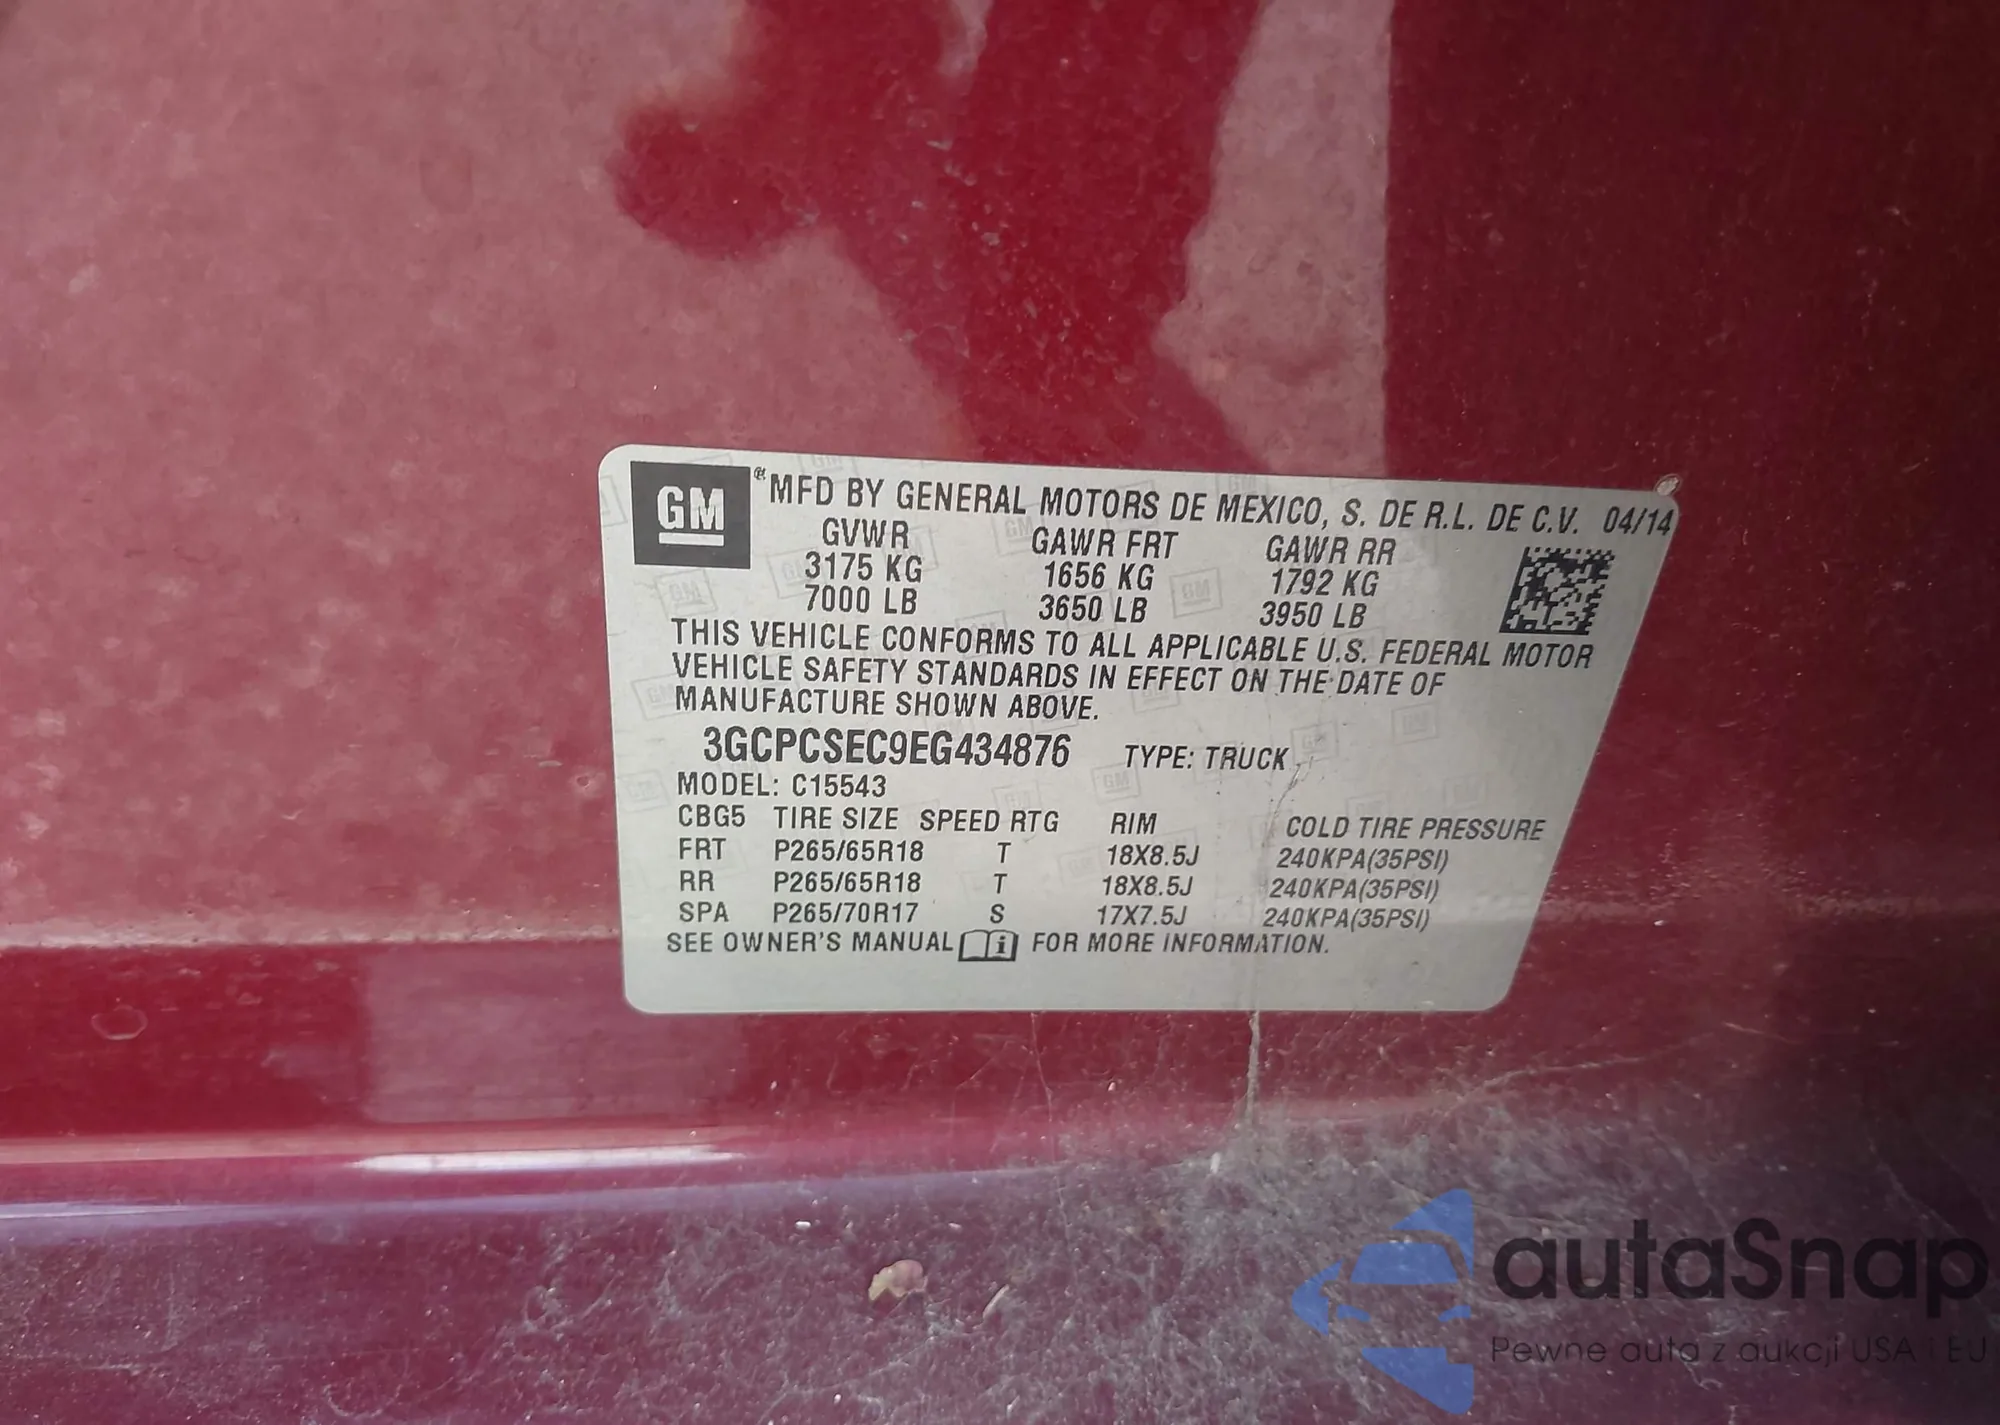 GM ® MFD BY GENERAL MOTORS DE MEXICO, S. DE R.L. DE C.V. 04/14
GVWR GAWR FRT GAWR RR
3175 KG 1656 KG 1792 KG
7000 LB 3650 LB 3950 LB
THIS VEHICLE CONFORMS TO ALL APPLICABLE U.S. FEDERAL MOTOR
VEHICLE SAFETY STANDARDS IN EFFECT ON THE DATE OF
MANUFACTURE SHOWN ABOVE.
3GCPCSEC9EG434876 TYPE: TRUCK
MODEL: C15543
CBG5 TIRE SIZE SPEED RTG RIM COLD TIRE PRESSURE
FRT P265/65R18 T 18X8.5J 240KPA(35PSI)
RR P265/65R18 T 18X8.5J 240KPA(35PSI)
SPA P265/70R17 S 17X7.5J 240KPA(35PSI)
SEE OWNER'S MANUAL i FOR MORE INFORMATION.
autaSnap
Pewne auta z aukcji USA i EU